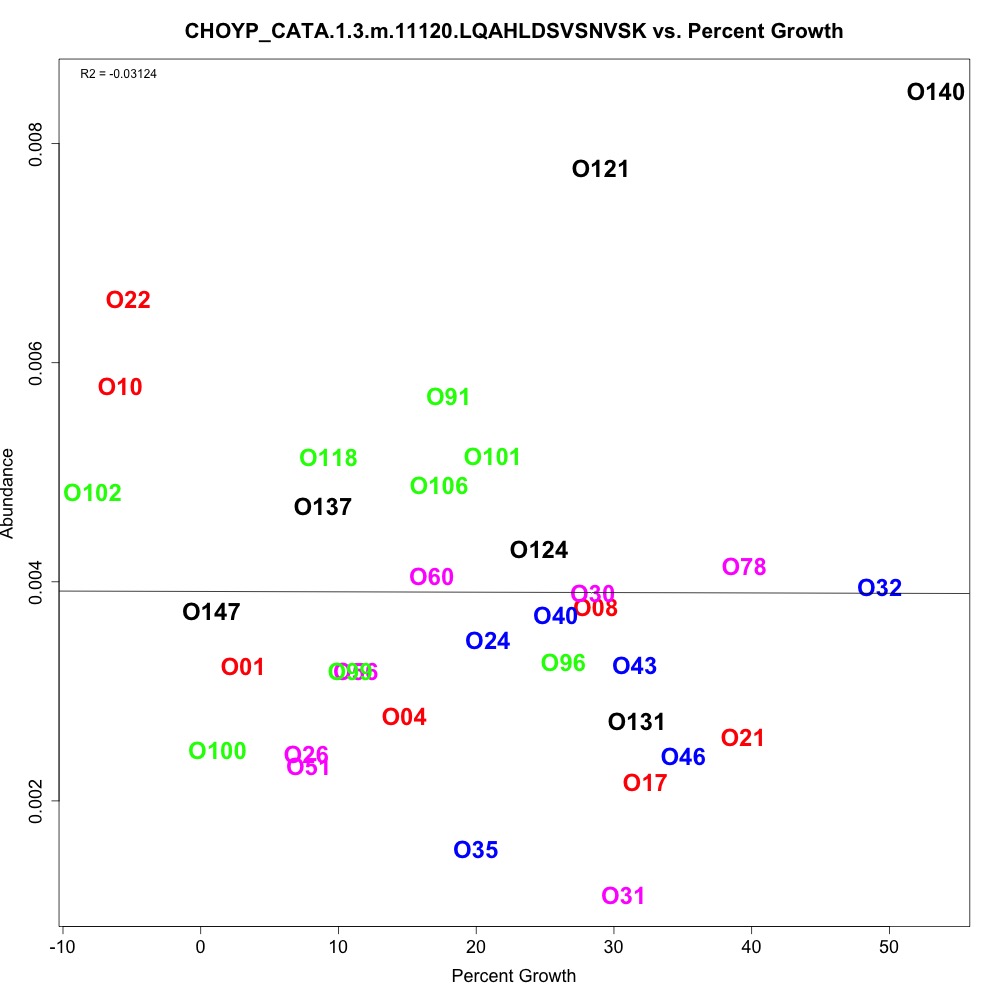 CHOYP_CATA.1.3.m.11120.LQAHLDSVSNVSK vs. Percent Growth
R2 = -0.03124
O140
O121
O22
O10
O91
O118
O101
O106
O102
O137
O124
O78
O60
O32
O30
O08
O147
O40
O24
O01
O96
O43
O04
O131
O21
O100
O26
O46
O51
O17
O35
O31
0.008
0.006
0.004
0.002
Abundance
-10 0 10 20 30 40 50
Percent Growth